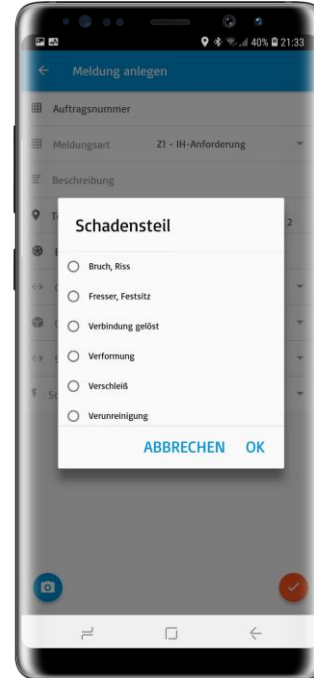 40% 21:33
Meldung anlegen
Auftragsnummer
Meldungsart Z1 - IH-Anforderung
Beschreibung
2
Schadensteil
Bruch, Riss
Fresser, Festsitz
Verbindung gelöst
Verformung
Verschleiß
Verunreinigung
ABBRECHEN OK